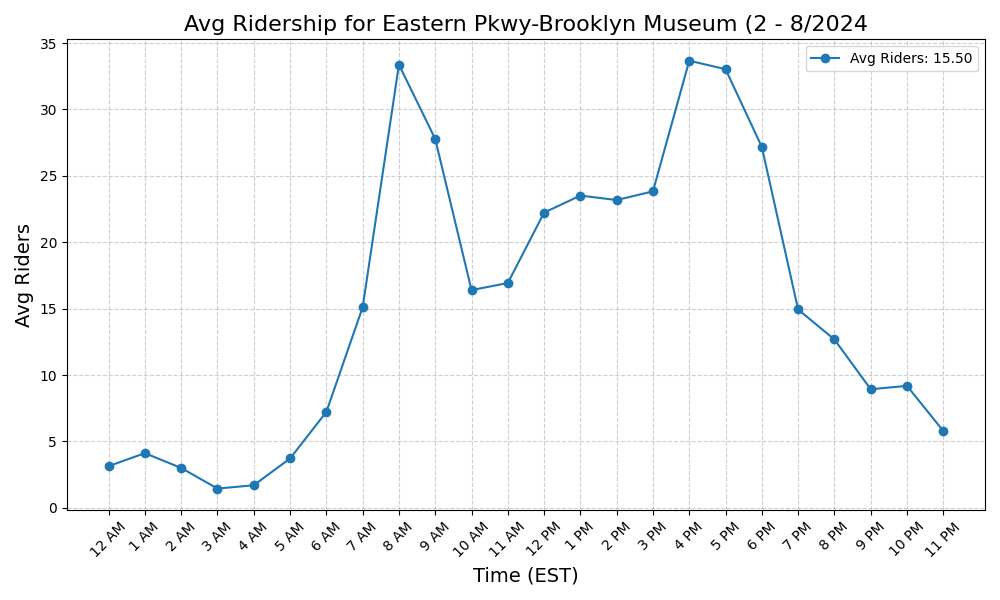 Avg Ridership for Eastern Pkwy-Brooklyn Museum (2 - 8/2024
Avg Riders: 15.50
Avg Riders
35
30
25
20
15
10
5
0
12 AM
1 AM
2 AM
3 AM
4 AM
5 AM
6 AM
7 AM
8 AM
9 AM
10 AM
11 AM
12 PM
1 PM
2 PM
3 PM
4 PM
5 PM
6 PM
7 PM
8 PM
9 PM
10 PM
11 PM
Time (EST)